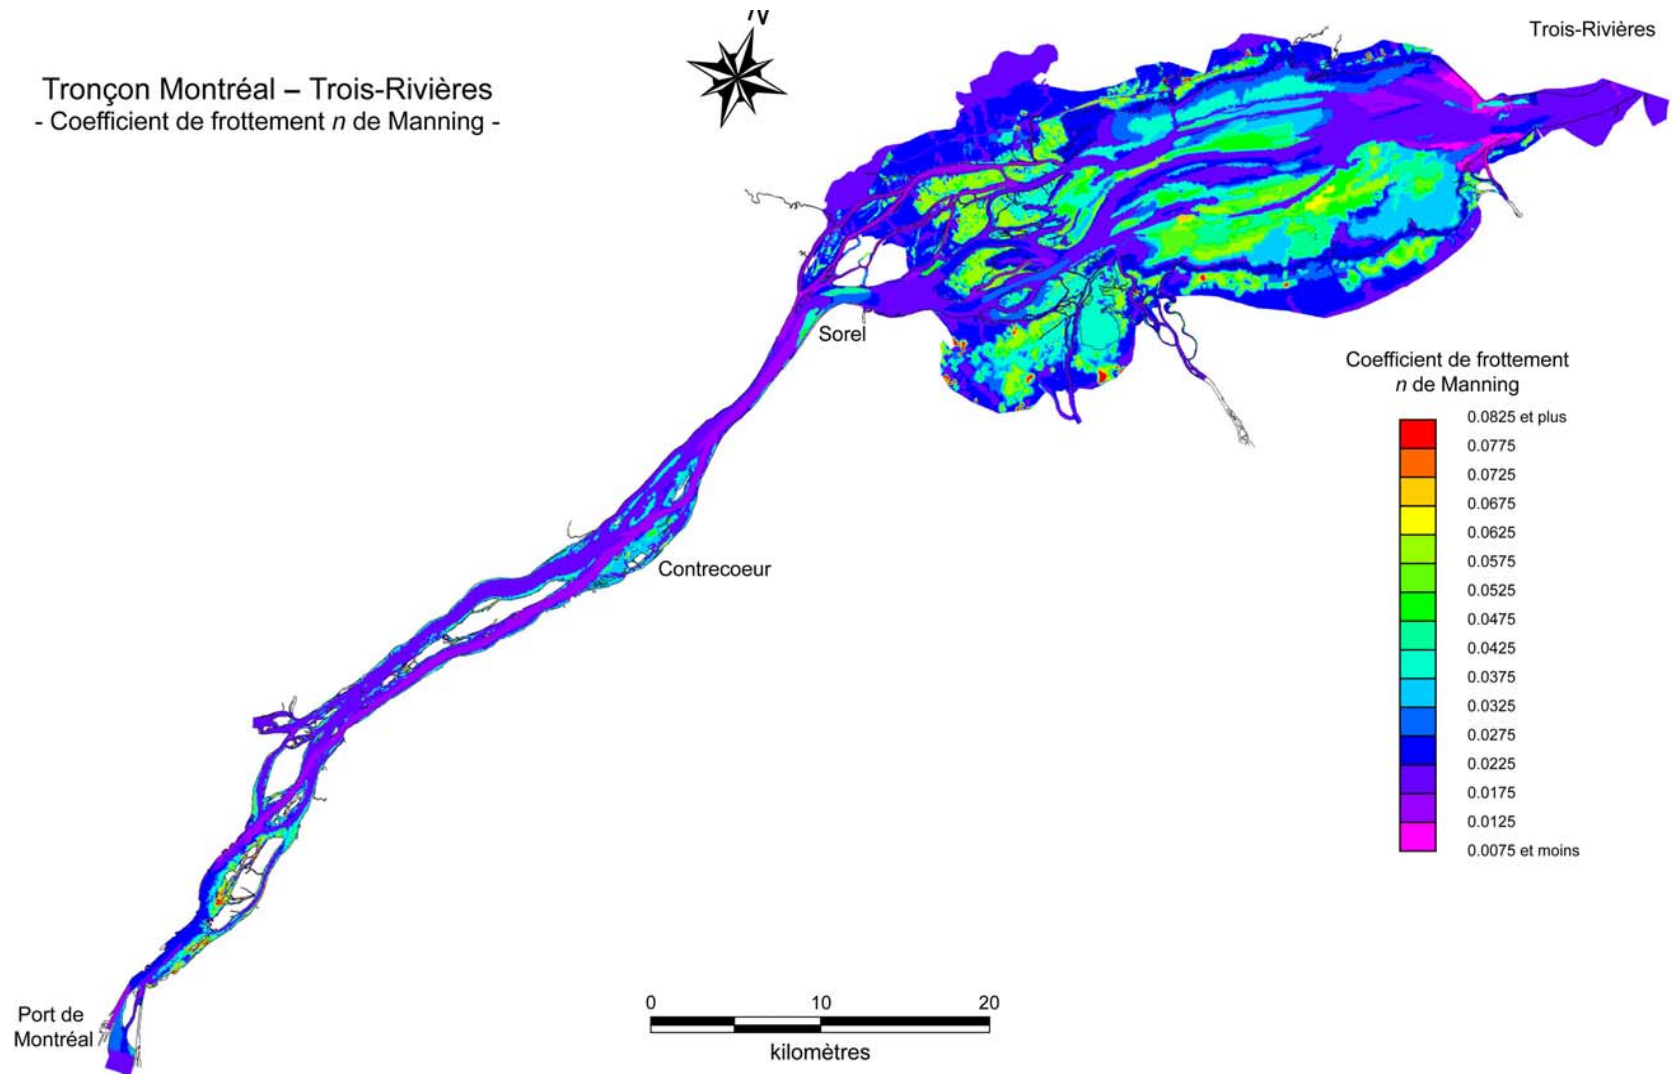 N
Trois-Rivières
Tronçon Montréal – Trois-Rivières
- Coefficient de frottement n de Manning -
Sorel
Coefficient de frottement
n de Manning
0.0825 et plus
0.0775
0.0725
0.0675
0.0625
0.0575
0.0525
0.0475
0.0425
0.0375
0.0325
0.0275
0.0225
0.0175
0.0125
0.0075 et moins
Contrecoeur
Port de
Montréal
0 10 20
kilomètres